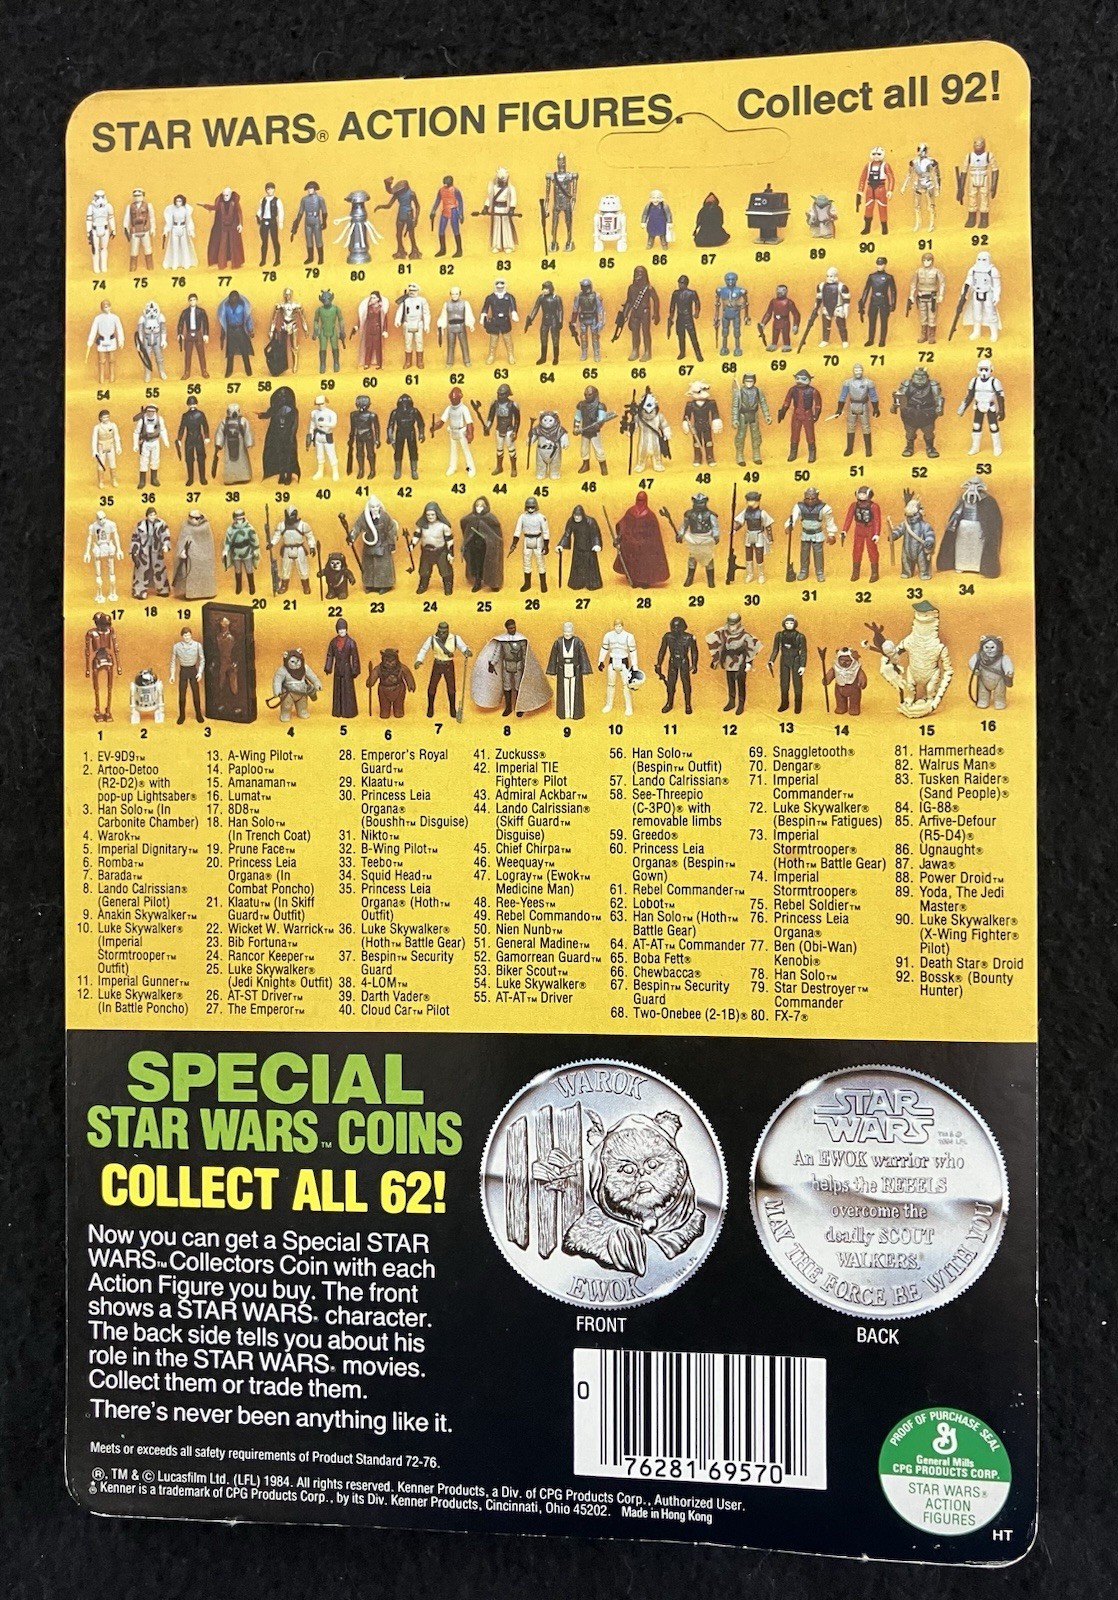 STAR WARS® ACTION FIGURES. Collect all 92!
74 75 76 77 78 79 80 81 82 83 84 85 86 87 88 89 90 91 92
54 55 56 57 58 59 60 61 62 63 64 65 66 67 68 69 70 71 72 73
35 36 37 38 39 40 41 42 43 44 45 46 47 48 49 50 51 52 53
17 18 19 20 21 22 23 24 25 26 27 28 29 30 31 32 33 34
1 2 3 4 5 6 7 8 9 10 11 12 13 14 15 16
1. EV-9D9™
2. Artoo-Detoo
(R2-D2)® with
pop-up Lightsaber®
3. Han Solo™ (In
Carbonite Chamber)
4. Warok™
5. Imperial Dignitary™
6. Romba™
7. Barada™
8. Lando Calrissian®
(General Pilot)
9. Anakin Skywalker™
10. Luke Skywalker®
(Imperial
Stormtrooper™
Outfit)
11. Imperial Gunner™
12. Luke Skywalker®
(In Battle Poncho)
13. A-Wing Pilot™
14. Paploo™
15. Amanaman™
16. Lumat™
17. 8D8™
18. Han Solo™
(In Trench Coat)
19. Prune Face™
20. Princess Leia
Organa® (In
Combat Poncho)
21. Klaatu™ (In Skiff
Guard™ Outfit)
22. Wicket W. Warrick™
23. Bib Fortuna™
24. Rancor Keeper™
25. Luke Skywalker®
(Jedi Knight® Outfit)
26. AT-ST Driver™
27. The Emperor™
28. Emperor's Royal
Guard™
29. Klaatu™
30. Princess Leia
Organa®
(Boushh™ Disguise)
31. Nikto™
32. B-Wing Pilot™
33. Teebo™
34. Squid Head™
35. Princess Leia
Organa® (Hoth™
Outfit)
36. Luke Skywalker®
(Hoth™ Battle Gear)
37. Bespin™ Security
Guard
38. 4-LOM™
39. Darth Vader®
40. Cloud Car™ Pilot
41. Zuckuss®
42. Imperial TIE
Fighter® Pilot
43. Admiral Ackbar™
44. Lando Calrissian®
(Skiff Guard™
Disguise)
45. Chief Chirpa™
46. Weequay™
47. Logray™ (Ewok™
Medicine Man)
48. Ree-Yees™
49. Rebel Commando™
50. Nien Nunb™
51. General Madine™
52. Gamorrean Guard™
53. Biker Scout™
54. Luke Skywalker®
55. AT-AT™ Driver
56. Han Solo™
(Bespin™ Outfit)
57. Lando Calrissian®
58. See-Threepio
(C-3PO)® with
removable limbs
59. Greedo®
60. Princess Leia
Organa® (Bespin™
Gown)
61. Rebel Commander™
62. Lobot™
63. Han Solo™ (Hoth™
Battle Gear)
64. AT-AT™ Commander
65. Boba Fett®
66. Chewbacca®
67. Bespin™ Security
Guard
68. Two-Onebee (2-1B)®
69. Snaggletooth®
70. Dengar®
71. Imperial
Commander™
72. Luke Skywalker®
(Bespin™ Fatigues)
73. Imperial
Stormtrooper®
(Hoth™ Battle Gear)
74. Imperial
Stormtrooper®
75. Rebel Soldier™
76. Princess Leia
Organa®
77. Ben (Obi-Wan)
Kenobi®
78. Han Solo™
79. Star Destroyer™
Commander
80. FX-7®
81. Hammerhead®
82. Walrus Man®
83. Tusken Raider®
(Sand People)®
84. IG-88®
85. Arfive-Defour
(R5-D4)®
86. Ugnaught®
87. Jawa®
88. Power Droid™
89. Yoda, The Jedi
Master®
90. Luke Skywalker®
(X-Wing Fighter®
Pilot)
91. Death Star® Droid
92. Bossk® (Bounty
Hunter)
SPECIAL
STAR WARS™ COINS
COLLECT ALL 62!
Now you can get a Special STAR
WARS™ Collectors Coin with each
Action Figure you buy. The front
shows a STAR WARS® character.
The back side tells you about his
role in the STAR WARS® movies.
Collect them or trade them.
There's never been anything like it.
WAROK
EWOK
FRONT
STAR
WARS
An EWOK warrior who
helps the REBELS
overcome the
deadly SCOUT
WALKERS.
MAY THE FORCE BE WITH YOU
BACK
0 76281 69570
Meets or exceeds all safety requirements of Product Standard 72-76.
®, TM & © Lucasfilm Ltd. (LFL) 1984. All rights reserved. Kenner Products, a Div. of CPG Products Corp., Authorized User.
Kenner is a trademark of CPG Products Corp., by its Div. Kenner Products, Cincinnati, Ohio 45202. Made in Hong Kong
PROOF OF PURCHASE SEAL
G
General Mills
CPG PRODUCTS CORP.
STAR WARS®
ACTION
FIGURES
HT